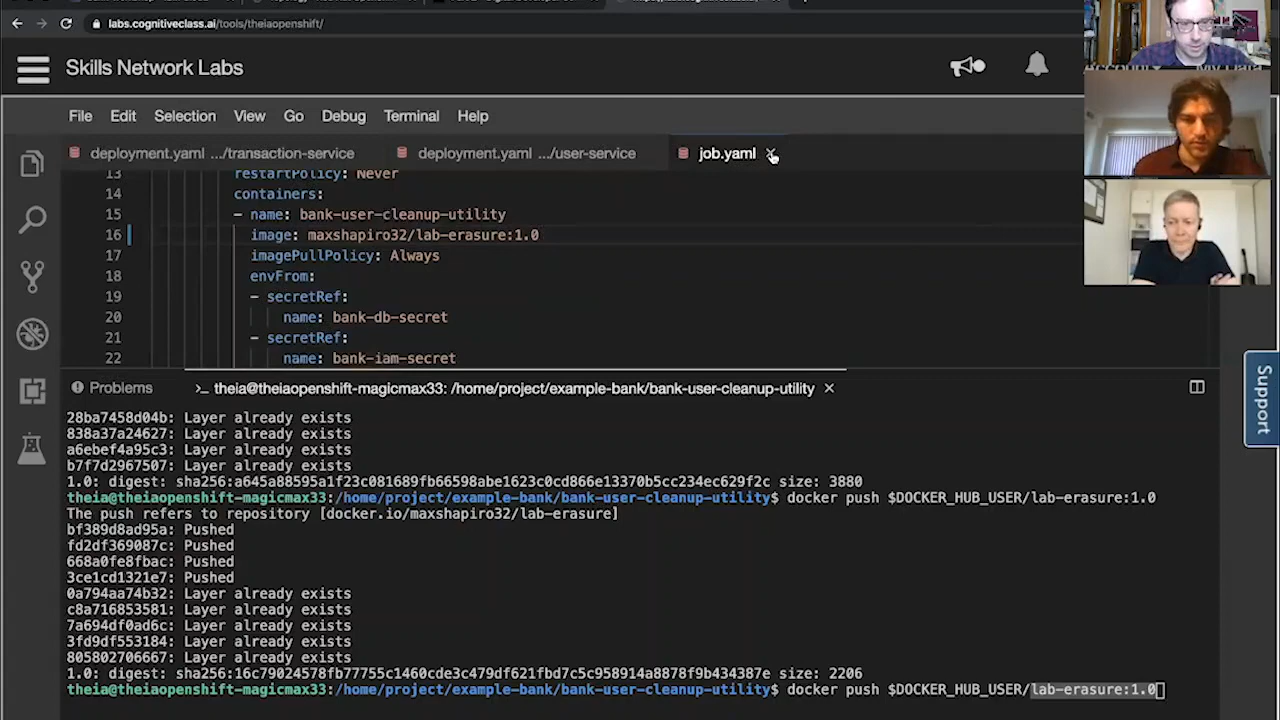 labs.cognitiveclass.ai/tools/theiaopenshift/
Skills Network Labs
File Edit Selection View Go Debug Terminal Help
deployment.yaml .../transaction-service deployment.yaml .../user-service job.yaml
13 restartPolicy: Never
14 containers:
15 - name: bank-user-cleanup-utility
16 image: maxshapiro32/lab-erasure:1.0
17 imagePullPolicy: Always
18 envFrom:
19 - secretRef:
20 name: bank-db-secret
21 - secretRef:
22 name: bank-iam-secret
Support
Problems >_ theia@theiaopenshift-magicmax33: /home/project/example-bank/bank-user-cleanup-utility
28ba7458d04b: Layer already exists
838a37a24627: Layer already exists
a6ebef4a95c3: Layer already exists
b7f7d2967507: Layer already exists
1.0: digest: sha256:a645a88595a1f23c081689fb66598abe1623c0cd866e13370b5cc234ec629f2c size: 3880
theia@theiaopenshift-magicmax33:/home/project/example-bank/bank-user-cleanup-utility$ docker push $DOCKER_HUB_USER/lab-erasure:1.0
The push refers to repository [docker.io/maxshapiro32/lab-erasure]
bf389d8ad95a: Pushed
fd2df369087c: Pushed
668a0fe8fbac: Pushed
3ce1cd1321e7: Pushed
0a794aa74b32: Layer already exists
c8a716853581: Layer already exists
7a694df0ad6c: Layer already exists
3fd9df553184: Layer already exists
805802706667: Layer already exists
1.0: digest: sha256:16c79024578fb77755c1460cde3c479df621fbd7c5c958914a8878f9b434387e size: 2206
theia@theiaopenshift-magicmax33:/home/project/example-bank/bank-user-cleanup-utility$ docker push $DOCKER_HUB_USER/lab-erasure:1.0